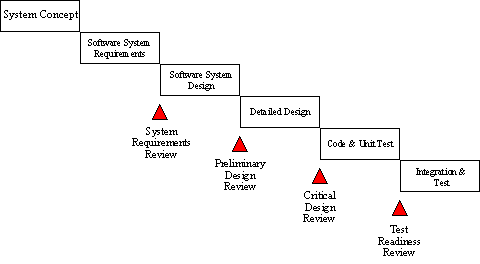 System Concept
Software System
Requirements
Software System
Design
Detailed Design
System
Requirements
Review
Code & Unit Test
Preliminary
Design
Review
Integration &
Test
Critical
Design
Review
Test
Readiness
Review